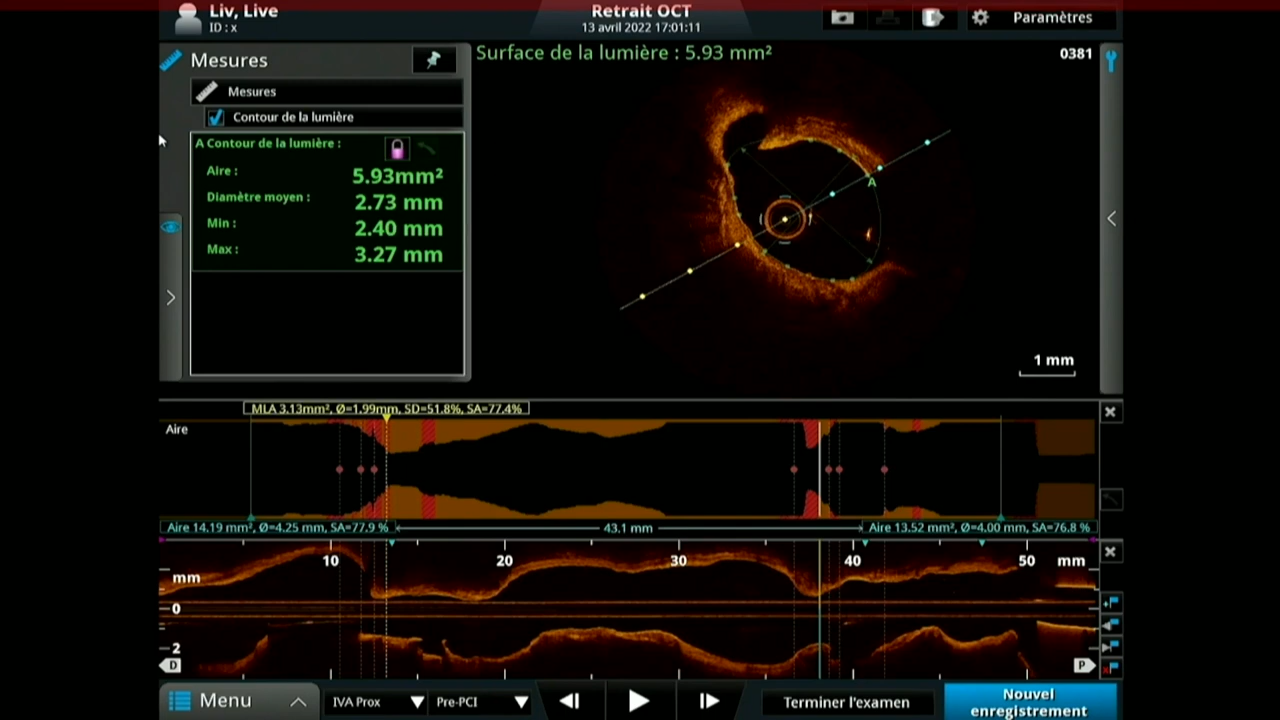 Liv, Live
ID : x
Retrait OCT
13 avril 2022 17:01:11
Paramètres
Mesures
Mesures
Contour de la lumière
A Contour de la lumière :
Aire : 5.93mm²
Diamètre moyen : 2.73 mm
Min : 2.40 mm
Max : 3.27 mm
Surface de la lumière : 5.93 mm²
0381
A
1 mm
MLA 3.13mm², Ø=1.99mm, SD=51.8%, SA=77.4%
Aire
Aire 14.19 mm², Ø=4.25 mm, SA=77.9 %
43.1 mm
Aire 13.52 mm², Ø=4.00 mm, SA=76.8 %
10 20 30 40 50 mm
mm
0
2
D
P
Menu
IVA Prox
Pre-PCI
Terminer l'examen
Nouvel
enregistrement